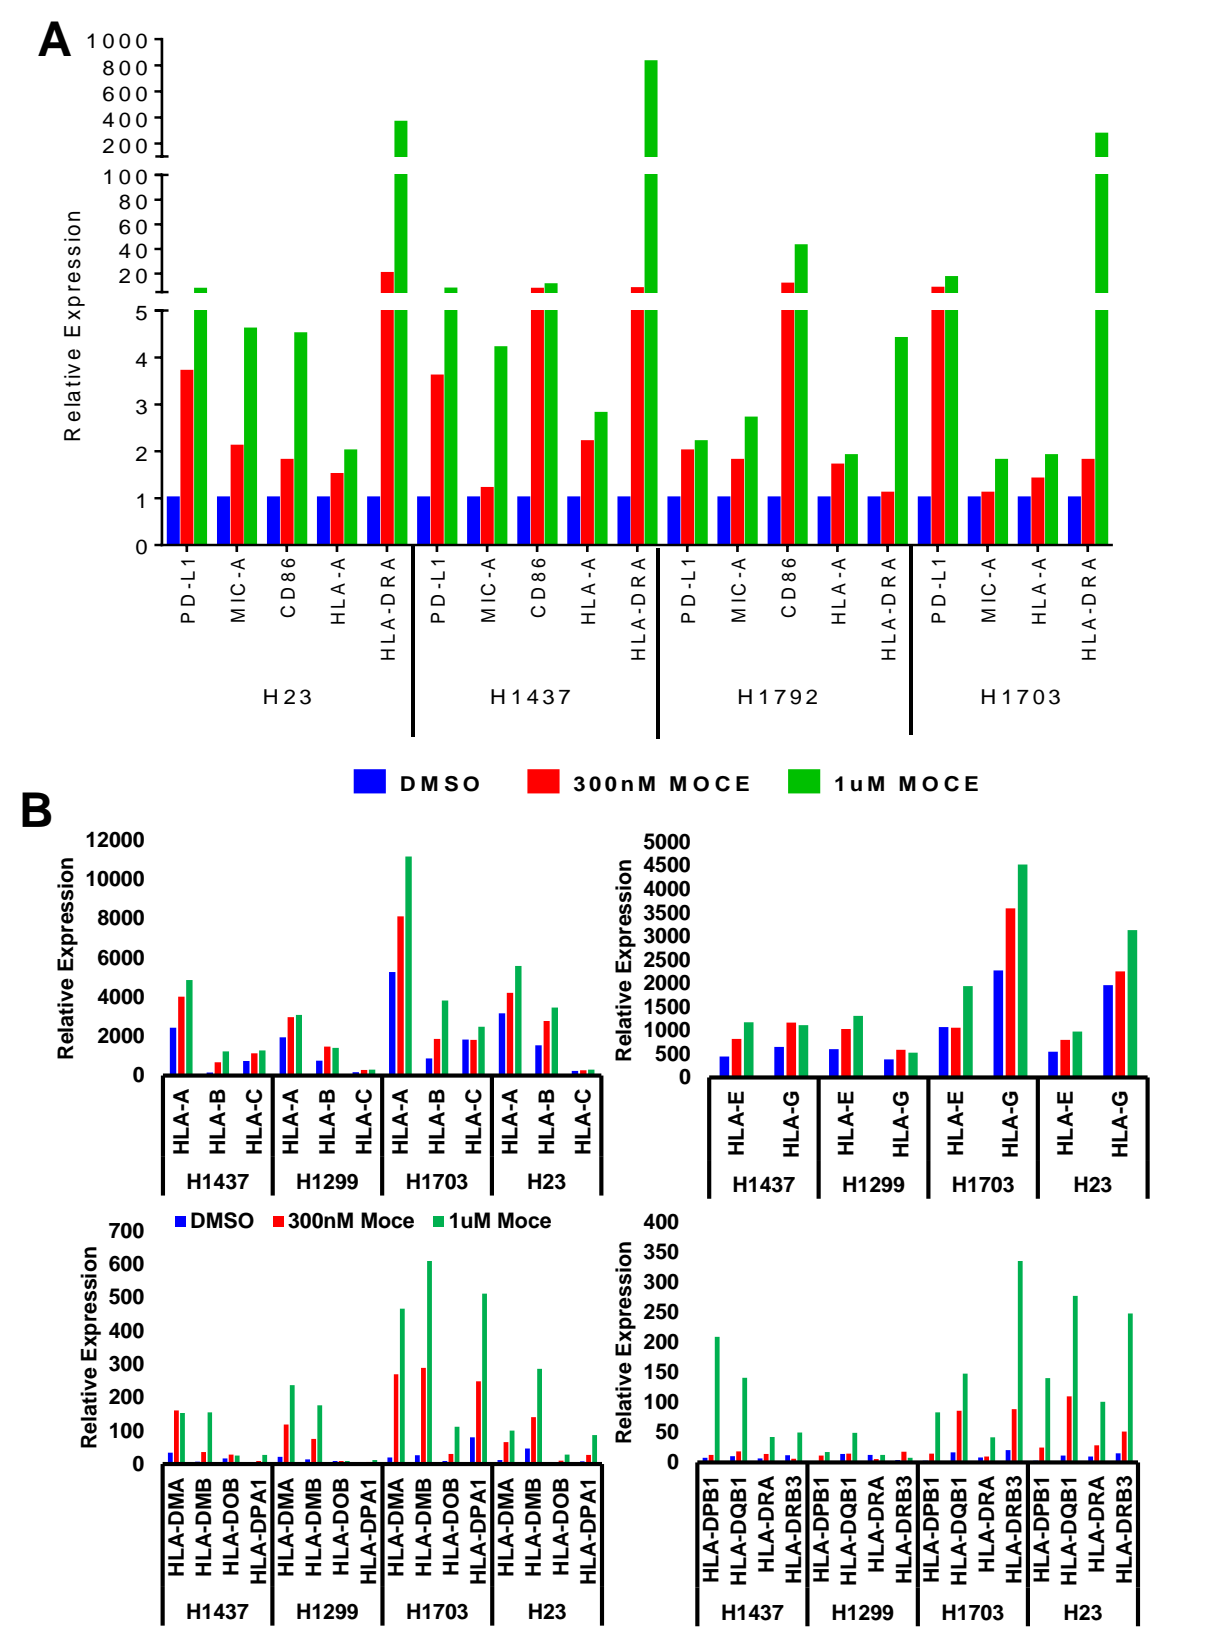 A
1000
800
600
400
200
100
80
60
40
20
5
4
3
2
1
0
Relative Expression
PD-L1 MIC-A CD86 HLA-A HLA-DRA PD-L1 MIC-A CD86 HLA-A HLA-DRA PD-L1 MIC-A CD86 HLA-A HLA-DRA PD-L1 MIC-A HLA-A HLA-DRA
H23 H1437 H1792 H1703
DMSO 300nM MOCE 1uM MOCE
B
12000
10000
8000
6000
4000
2000
0
Relative Expression
HLA-A HLA-B HLA-C HLA-A HLA-B HLA-C HLA-A HLA-B HLA-C HLA-A HLA-B HLA-C
H1437 H1299 H1703 H23
5000
4500
4000
3500
3000
2500
2000
1500
1000
500
0
Relative Expression
HLA-E HLA-G HLA-E HLA-G HLA-E HLA-G HLA-E HLA-G
H1437 H1299 H1703 H23
DMSO 300nM Moce 1uM Moce
700
600
500
400
300
200
100
0
Relative Expression
HLA-DMA HLA-DMB HLA-DOB HLA-DPA1 HLA-DMA HLA-DMB HLA-DOB HLA-DPA1 HLA-DMA HLA-DMB HLA-DOB HLA-DPA1 HLA-DMA HLA-DMB HLA-DOB HLA-DPA1
H1437 H1299 H1703 H23
400
350
300
250
200
150
100
50
0
Relative Expression
HLA-DPB1 HLA-DQB1 HLA-DRA HLA-DRB3 HLA-DPB1 HLA-DQB1 HLA-DRA HLA-DRB3 HLA-DPB1 HLA-DQB1 HLA-DRA HLA-DRB3 HLA-DPB1 HLA-DQB1 HLA-DRA HLA-DRB3
H1437 H1299 H1703 H23